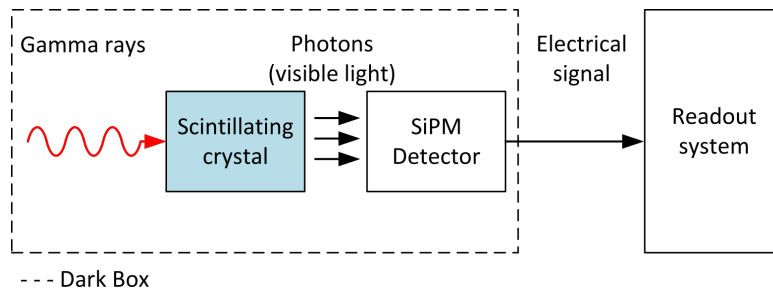 Gamma rays
Photons
(visible light)
Electrical
signal
Scintillating
crystal
SiPM
Detector
Readout
system
--- Dark Box